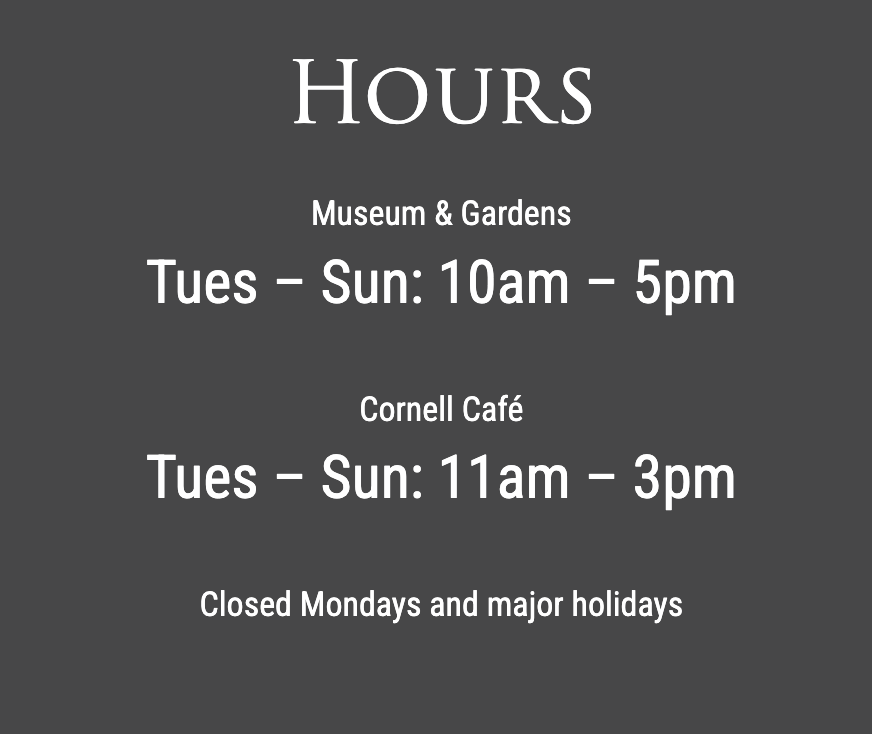 Hours
Museum & Gardens
Tues – Sun: 10am – 5pm
Cornell Café
Tues – Sun: 11am – 3pm
Closed Mondays and major holidays